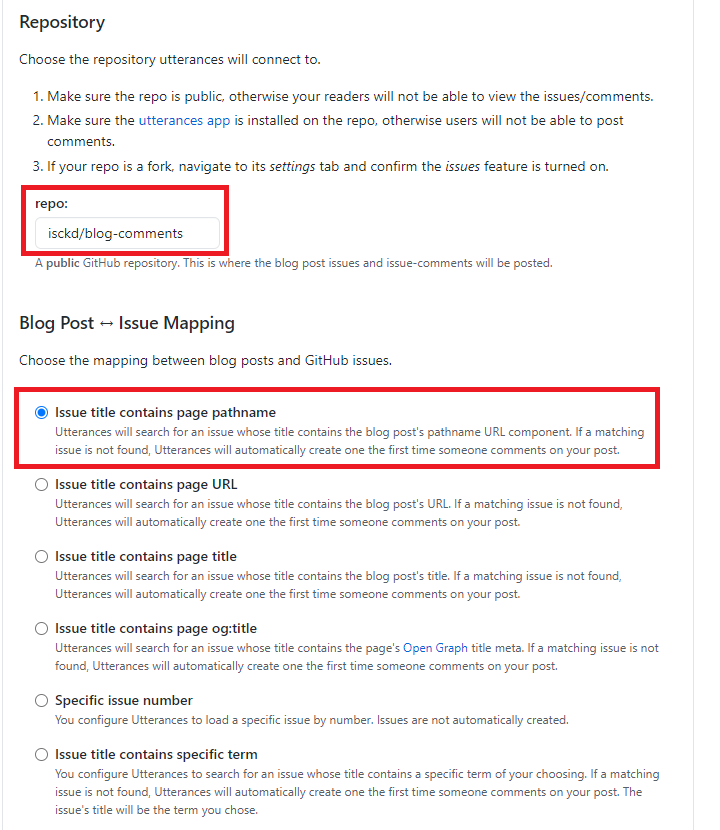 Repository
Choose the repository utterances will connect to.
1. Make sure the repo is public, otherwise your readers will not be able to view the issues/comments.
2. Make sure the utterances app is installed on the repo, otherwise users will not be able to post
comments.
3. If your repo is a fork, navigate to its settings tab and confirm the issues feature is turned on.
repo:
isckd/blog-comments
A public GitHub repository. This is where the blog post issues and issue-comments will be posted.
Blog Post ↔ Issue Mapping
Choose the mapping between blog posts and GitHub issues.
Issue title contains page pathname
Utterances will search for an issue whose title contains the blog post's pathname URL component. If a matching
issue is not found, Utterances will automatically create one the first time someone comments on your post.
Issue title contains page URL
Utterances will search for an issue whose title contains the blog post's URL. If a matching issue is not found,
Utterances will automatically create one the first time someone comments on your post.
Issue title contains page title
Utterances will search for an issue whose title contains the blog post's title. If a matching issue is not found,
Utterances will automatically create one the first time someone comments on your post.
Issue title contains page og:title
Utterances will search for an issue whose title contains the page's Open Graph title meta. If a matching issue is not
found, Utterances will automatically create one the first time someone comments on your post.
Specific issue number
You configure Utterances to load a specific issue by number. Issues are not automatically created.
Issue title contains specific term
You configure Utterances to search for an issue whose title contains a specific term of your choosing. If a matching
issue is not found, Utterances will automatically create one the first time someone comments on your post. The
issue's title will be the term you chose.